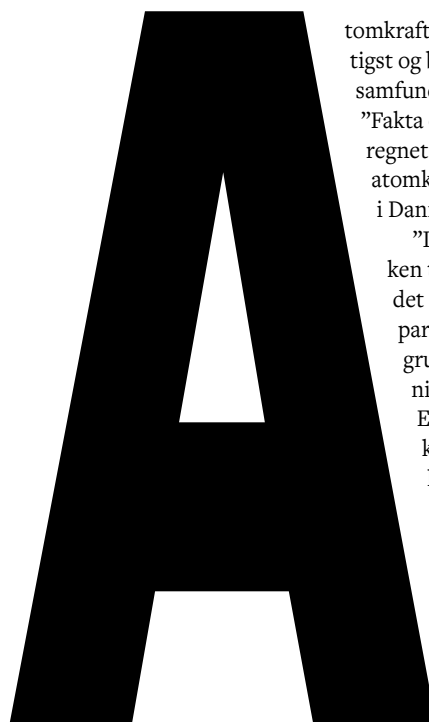 A
tomkraft
tigst og
samfund
”Fakta
regnet
atomk
i Dan
ken
det
par
gru
ni
E
k